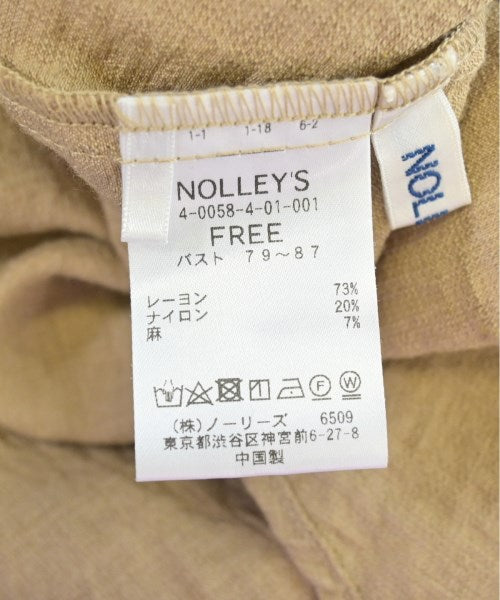 1-1 1-18 6-2
NOLLEY'S
4-0058-4-01-001
FREE
バスト 79～87
レーヨン 73%
ナイロン 20%
麻 7%
F W
(株)ノーリーズ 6509
東京都渋谷区神宮前6-27-8
中国製
NOL